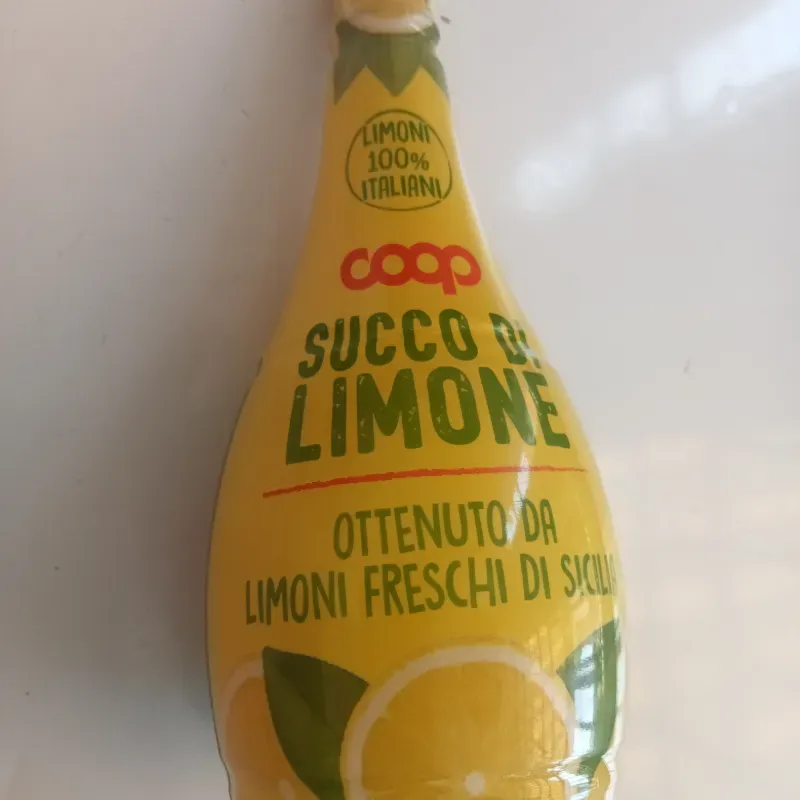 LIMONI
100%
ITALIANI
coop
SUCCO DI
LIMONE
OTTENUTO DA
LIMONI FRESCHI DI SICILIA